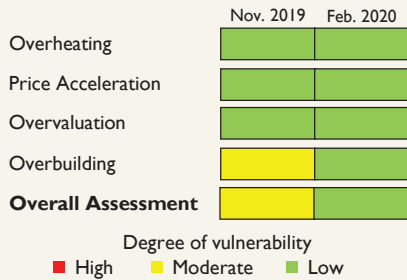 Nov. 2019 Feb. 2020
Overheating
Price Acceleration
Overvaluation
Overbuilding
Overall Assessment
Degree of vulnerability
High Moderate Low